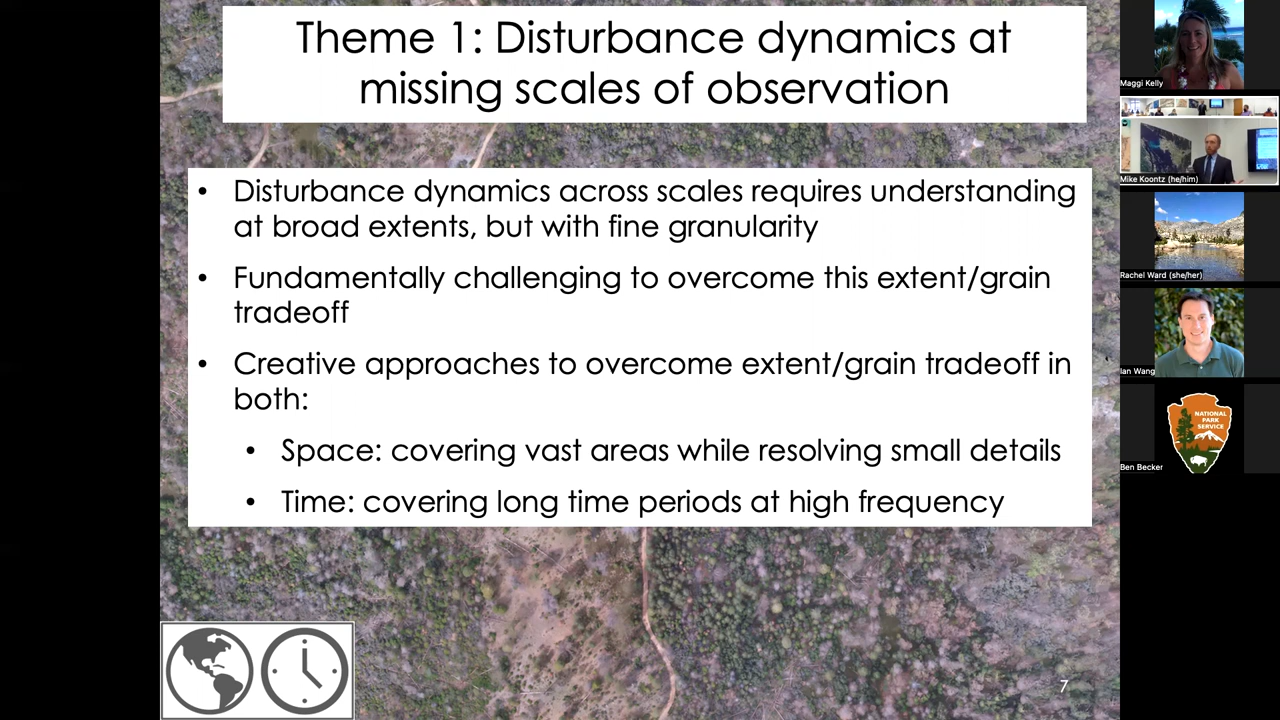 Theme 1: Disturbance dynamics at
missing scales of observation
• Disturbance dynamics across scales requires understanding
at broad extents, but with fine granularity
• Fundamentally challenging to overcome this extent/grain
tradeoff
• Creative approaches to overcome extent/grain tradeoff in
both:
• Space: covering vast areas while resolving small details
• Time: covering long time periods at high frequency
7
Maggi Kelly
Mike Koontz (he/him)
Rachel Ward (she/her)
Ian Wang
NATIONAL
PARK
SERVICE
Ben Becker